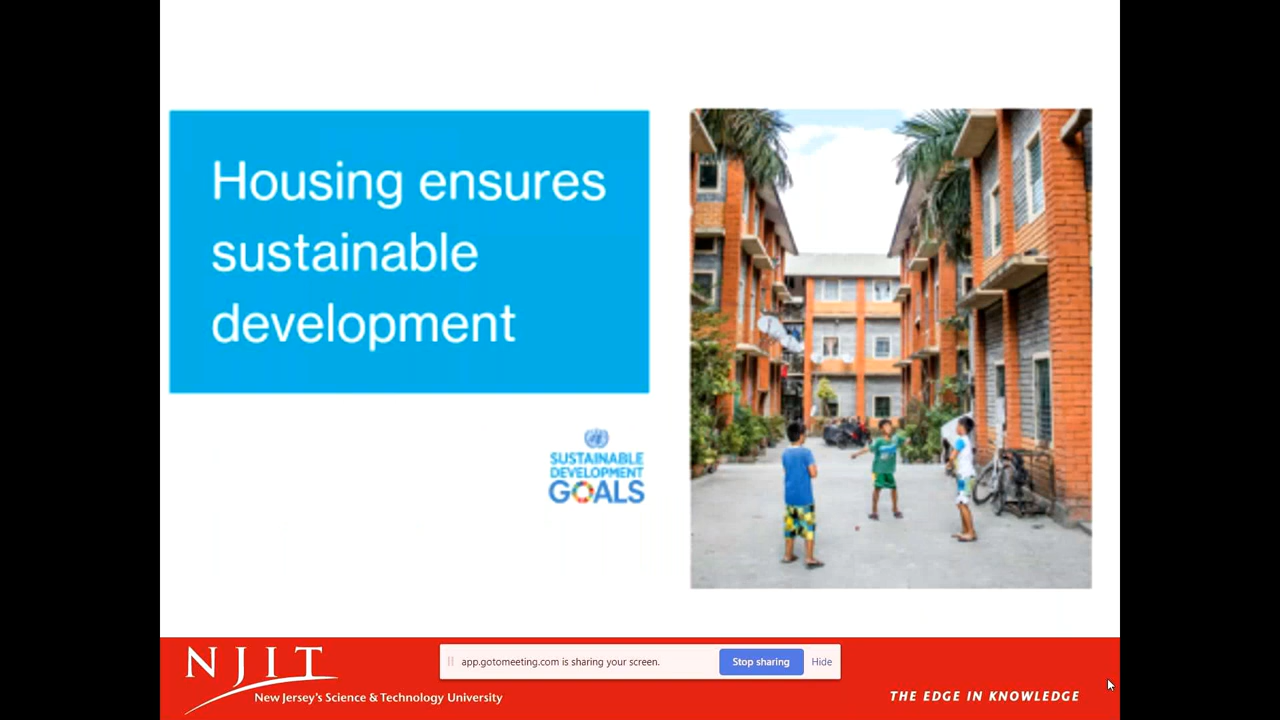 Housing ensures
sustainable
development
SUSTAINABLE
DEVELOPMENT
GOALS
NJIT
New Jersey's Science & Technology University
app.gotomeeting.com is sharing your screen.
Stop sharing
Hide
THE EDGE IN KNOWLEDGE